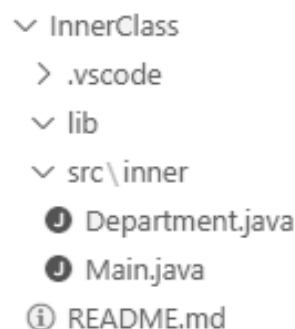 InnerClass
.vscode
lib
src\inner
J Department.java
J Main.java
README.md